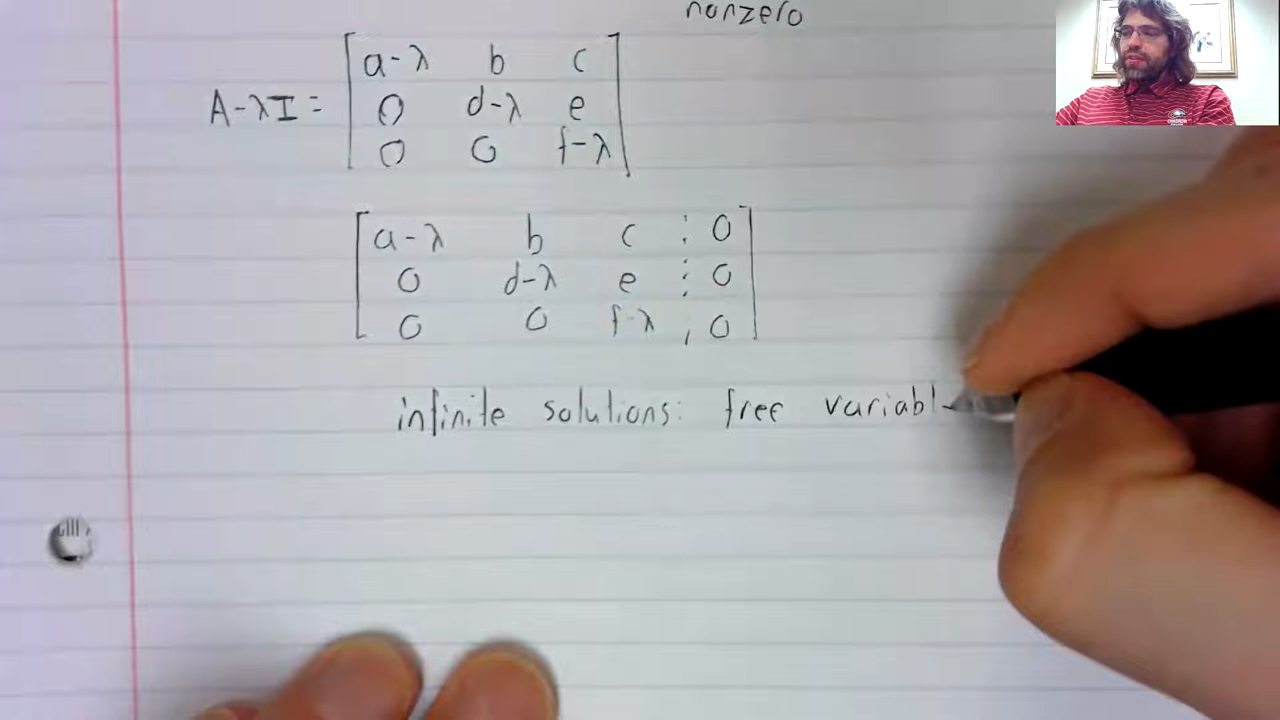 nonzero
A-λI = [a-λ b c
0 d-λ e
0 0 f-λ]
[a-λ b c : 0
0 d-λ e : 0
0 0 f-λ , 0]
infinite solutions: free variabl